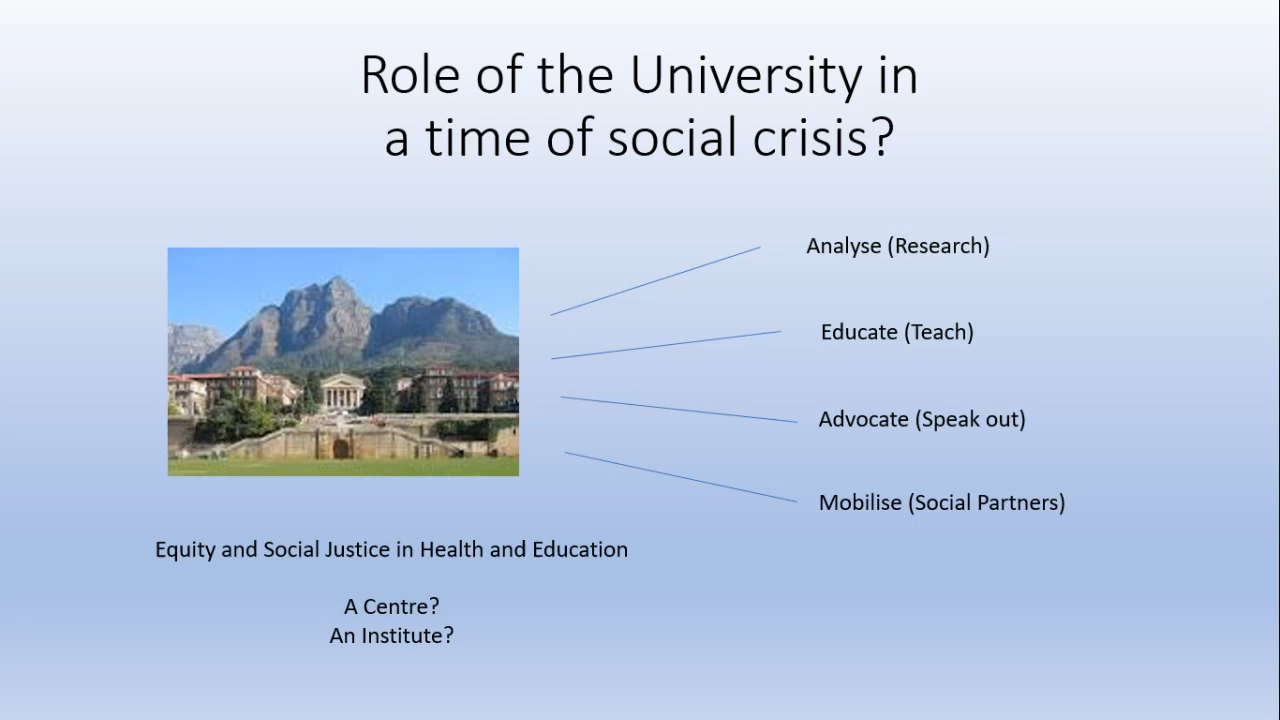 Role of the University in
a time of social crisis?
Analyse (Research)
Educate (Teach)
Advocate (Speak out)
Mobilise (Social Partners)
Equity and Social Justice in Health and Education
A Centre?
An Institute?